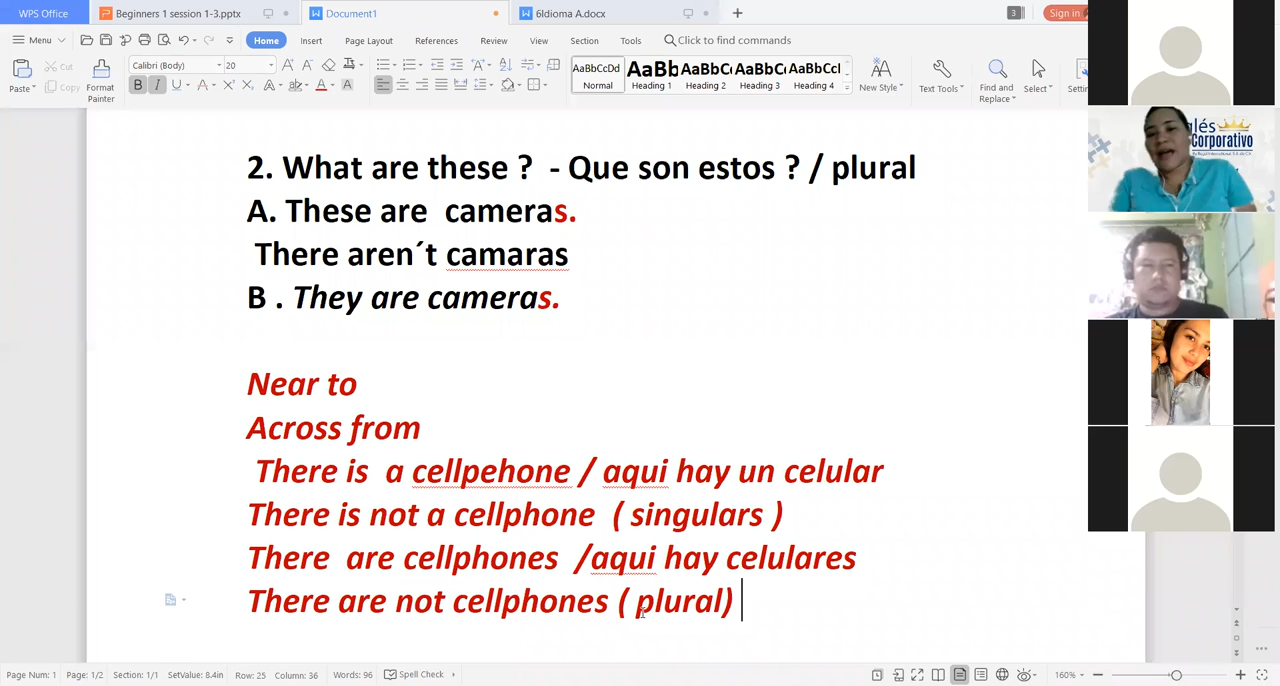 WPS Office Beginners 1 session 1-3.pptx Document1 6Idioma A.docx 3 Sign in
Menu Home Insert Page Layout References Review View Section Tools Click to find commands
Paste Cut Copy Format Painter Calibri (Body) 20 AaBbCcDd Normal AaBb Heading 1 AaBbC Heading 2 AaBbC Heading 3 AaBbCcl Heading 4 New Style Text Tools Find and Replace Select
glés
Corporativo
2. What are these ? - Que son estos ? / plural
A. These are cameras.
There aren´t camaras
B . They are cameras.
Near to
Across from
There is a cellpehone / aqui hay un celular
There is not a cellphone ( singulars )
There are cellphones /aqui hay celulares
There are not cellphones ( plural)
Page Num: 1 Page: 1/2 Section: 1/1 SetValue: 8.4in Row: 25 Column: 36 Words: 96 Spell Check 160%